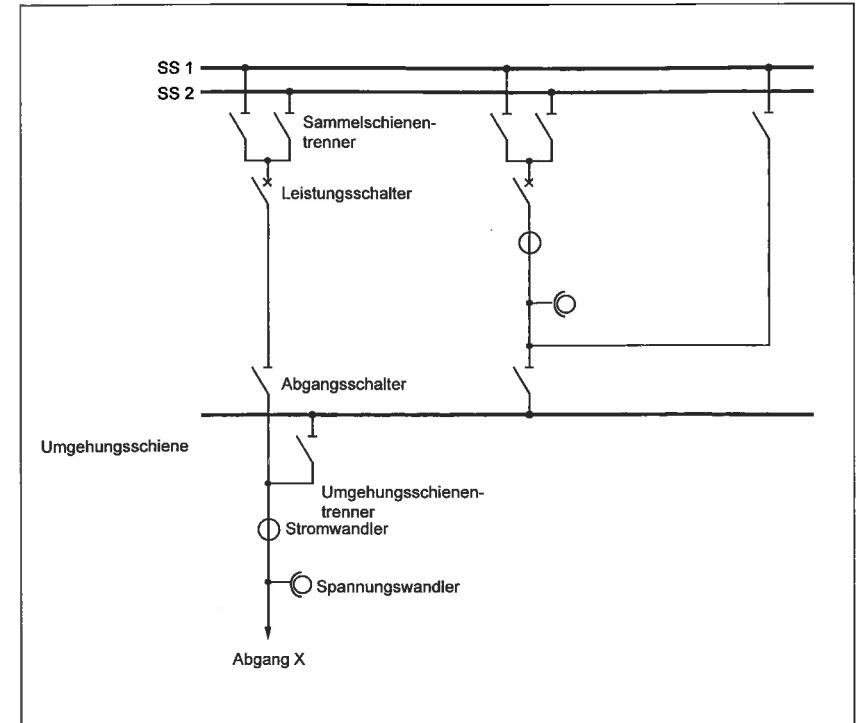 SS 1
SS 2
Sammelschienen-
trenner
Leistungsschalter
Abgangsschalter
Umgehungsschiene
Umgehungsschienen-
trenner
Stromwandler
Spannungswandler
Abgang X